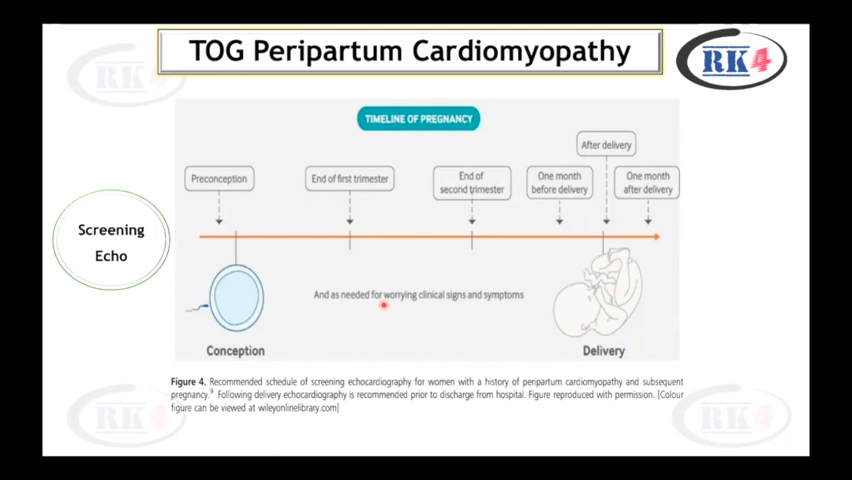 TOG Peripartum Cardiomyopathy
RK4
RK4
TIMELINE OF PREGNANCY
After delivery
Preconception
End of first trimester
End of
second trimester
One month
before delivery
One month
after delivery
Screening
Echo
And as needed for worrying clinical signs and symptoms
Conception
Delivery
Figure 4. Recommended schedule of screening echocardiography for women with a history of peripartum cardiomyopathy and subsequent
pregnancy.9 Following delivery echocardiography is recommended prior to discharge from hospital. Figure reproduced with permission. [Colour
figure can be viewed at wileyonlinelibrary.com]
RK4
RK4